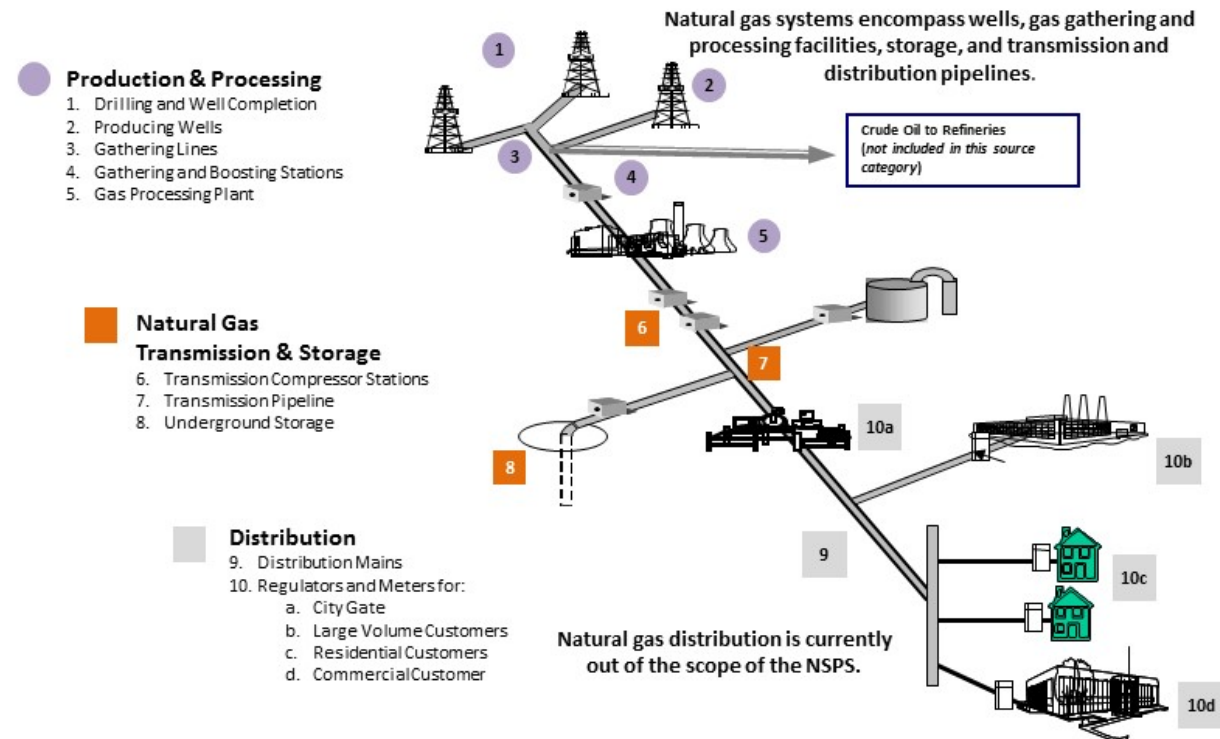 Natural gas systems encompass wells, gas gathering and
processing facilities, storage, and transmission and
distribution pipelines.
Production & Processing
1. Drilling and Well Completion
2. Producing Wells
3. Gathering Lines
4. Gathering and Boosting Stations
5. Gas Processing Plant
1
2
3
4
5
Crude Oil to Refineries
(not included in this source
category)
Natural Gas
Transmission & Storage
6. Transmission Compressor Stations
7. Transmission Pipeline
8. Underground Storage
6
7
8
Distribution
9. Distribution Mains
10. Regulators and Meters for:
a. City Gate
b. Large Volume Customers
c. Residential Customers
d. Commercial Customer
10a
10b
9
10c
10d
Natural gas distribution is currently
out of the scope of the NSPS.